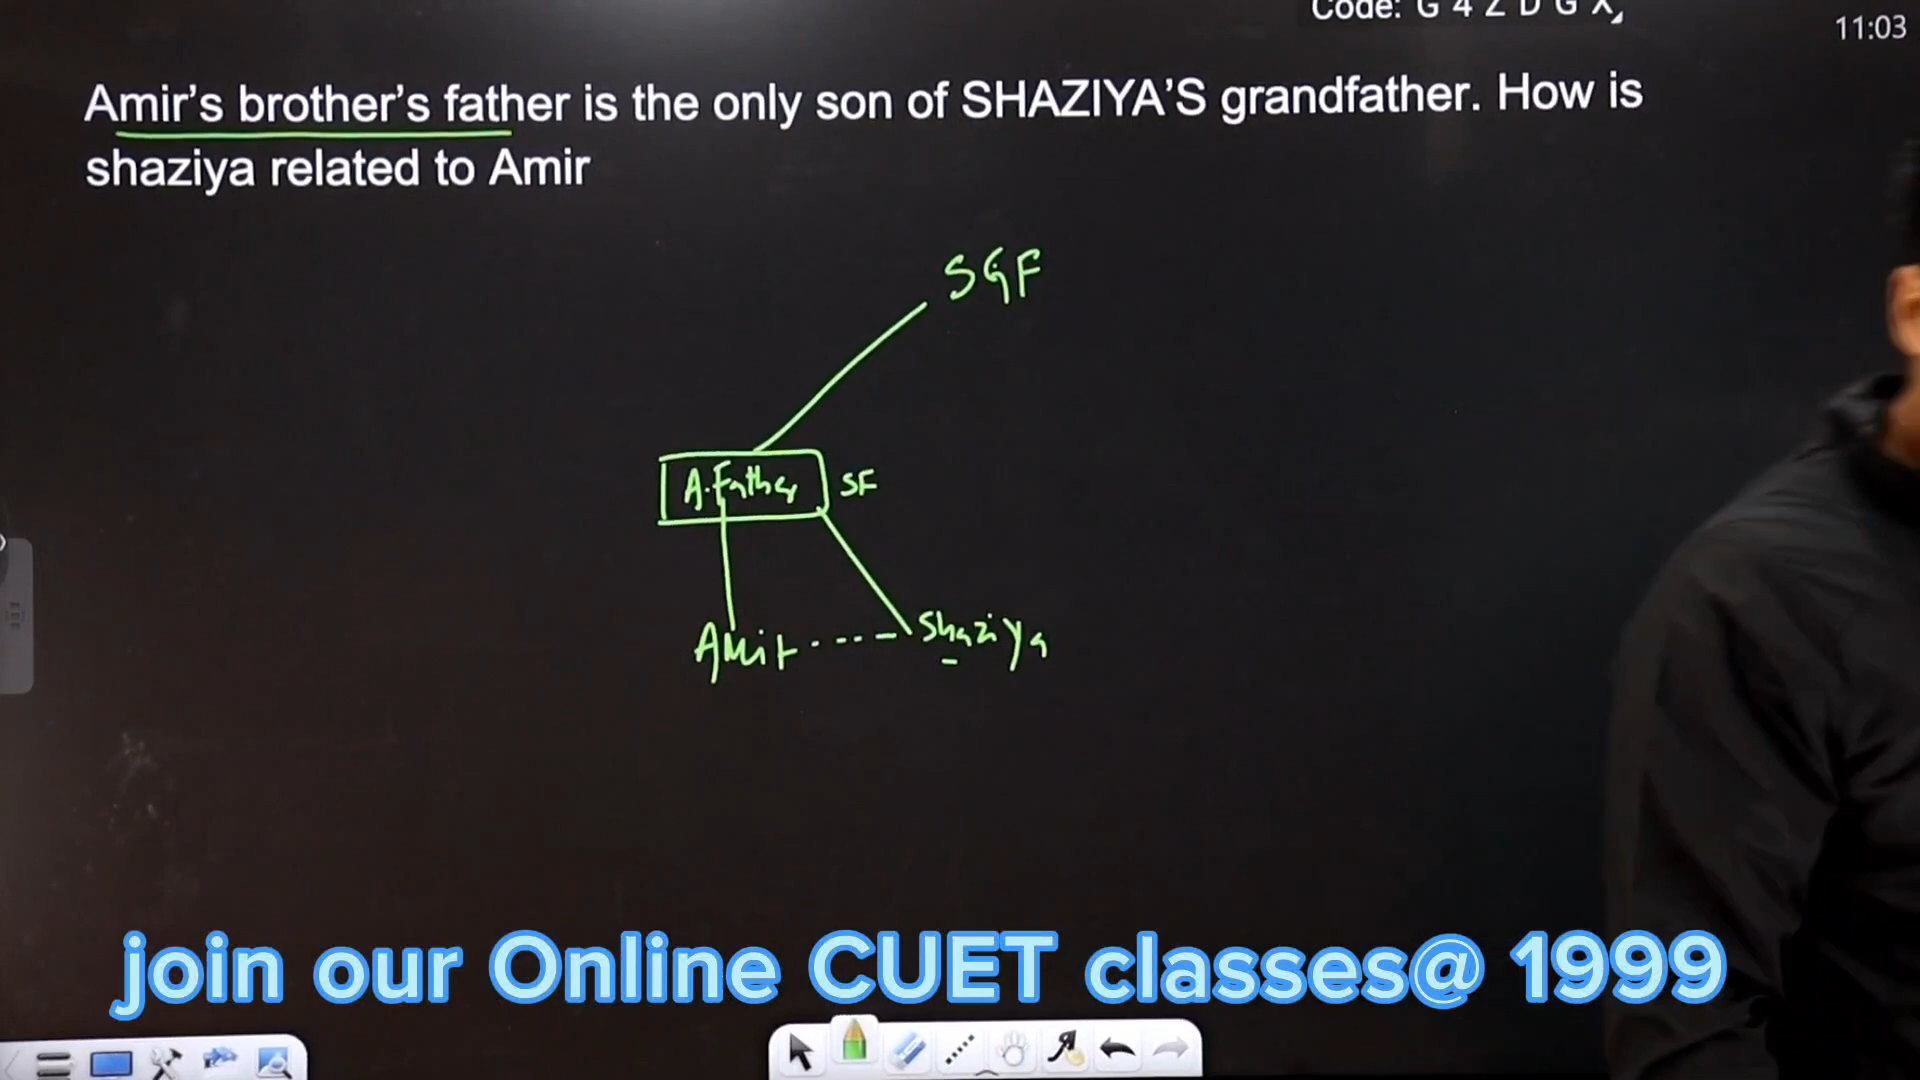 Code: G 4 Z D G X
11:03
Amir's brother's father is the only son of SHAZIYA'S grandfather. How is
shaziya related to Amir
SGF
A.Father SF
Amit Shaziya
join our Online CUET classes@ 1999